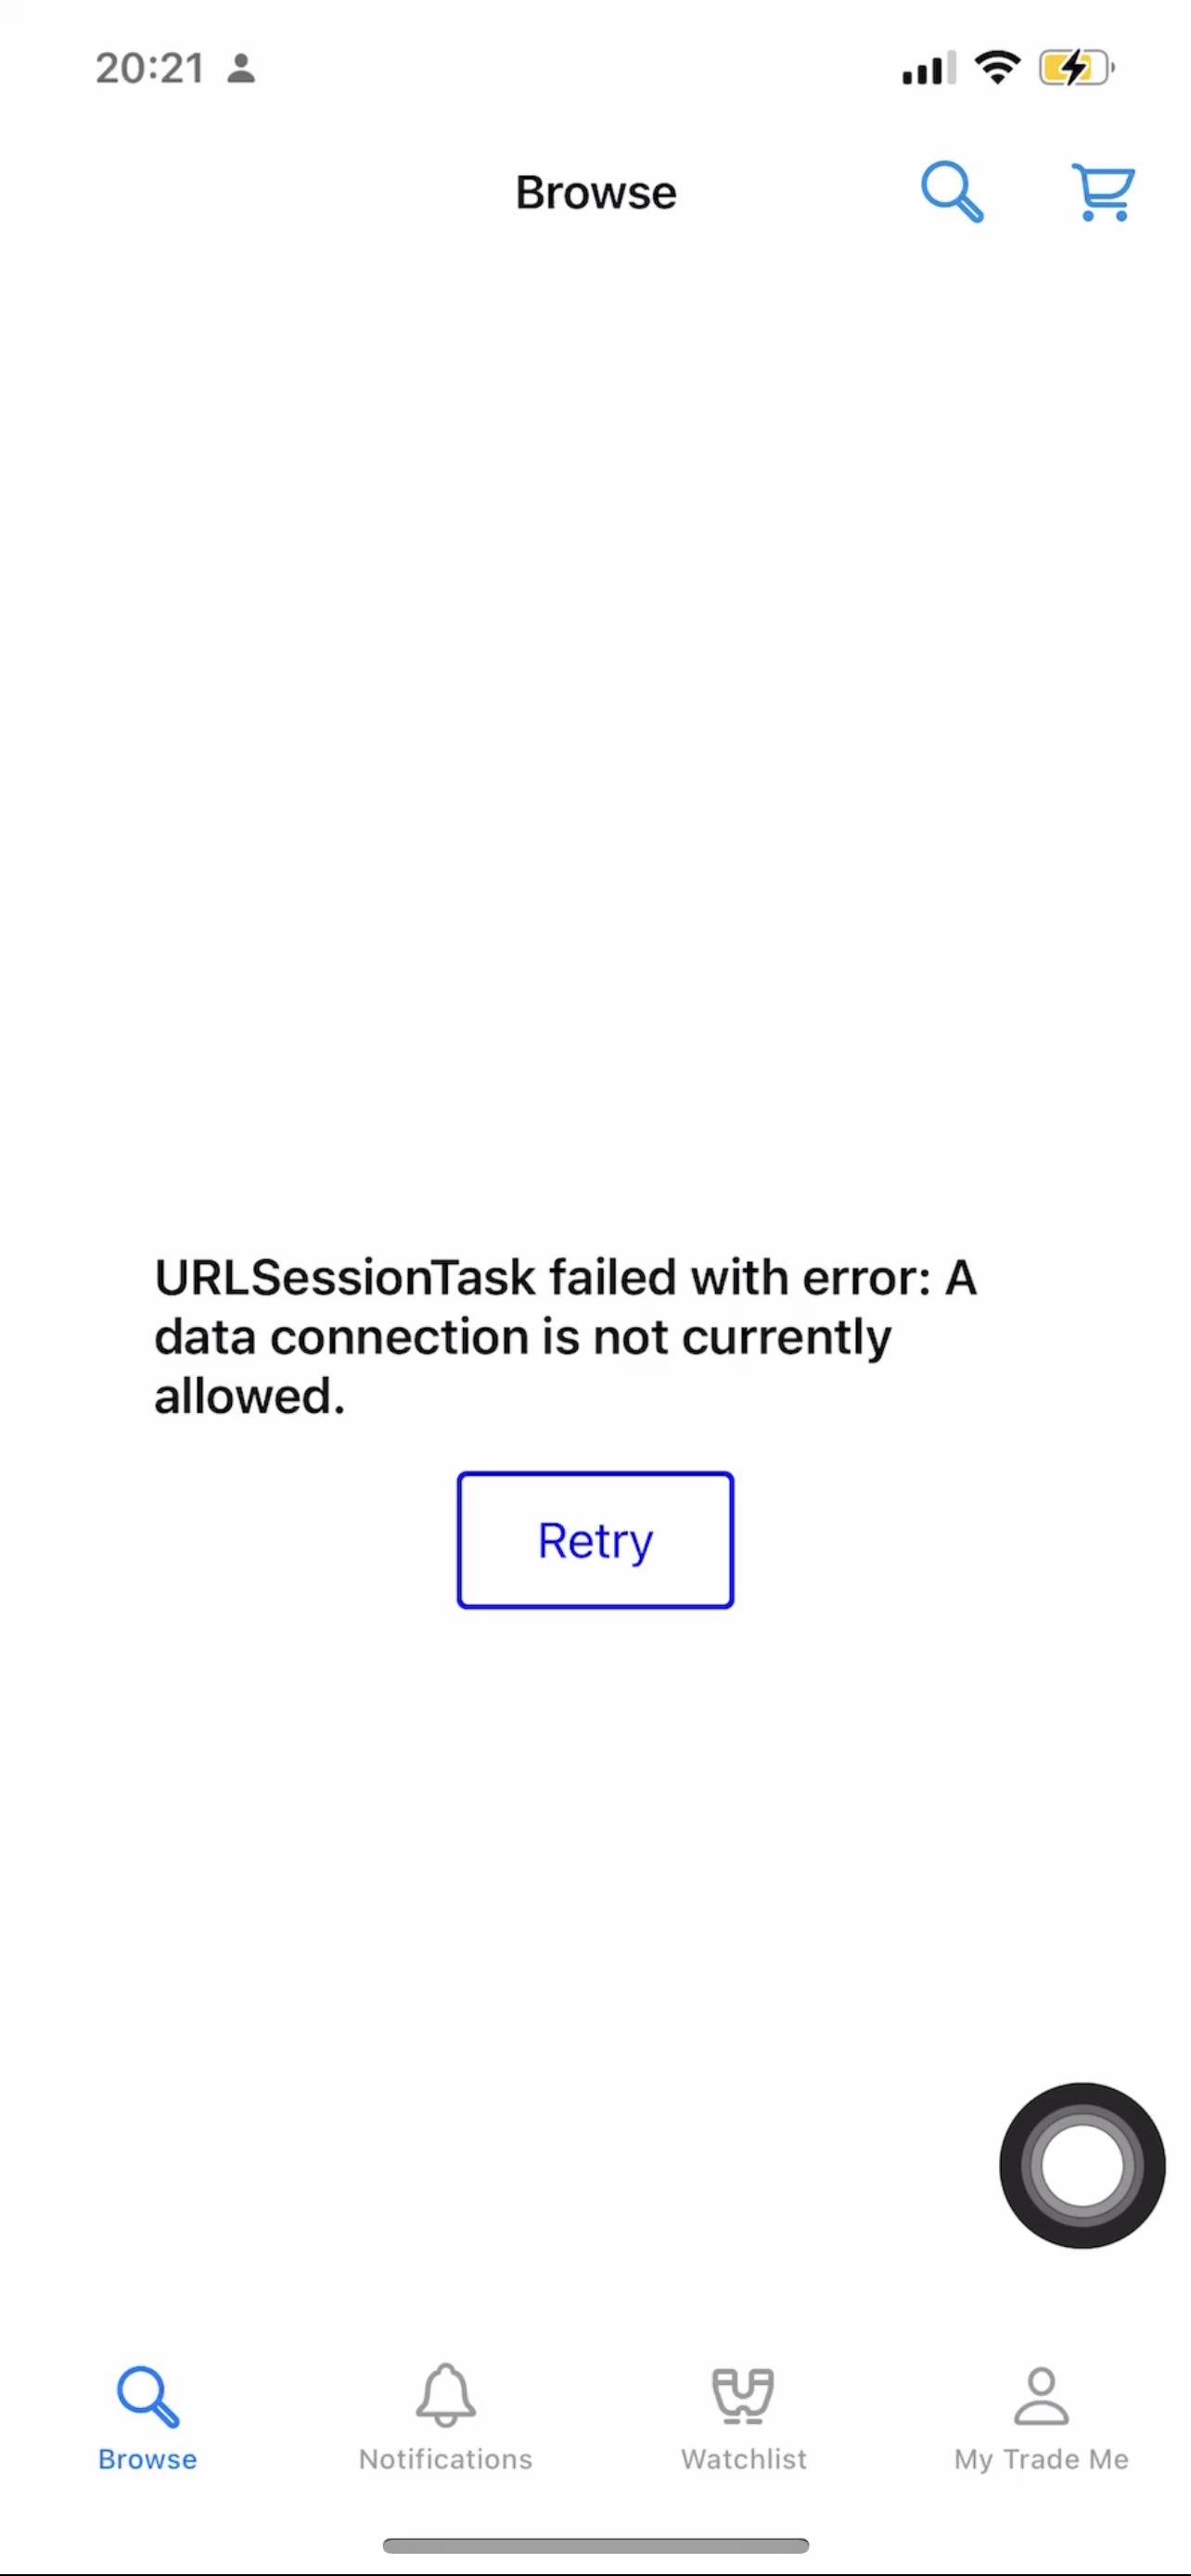 20:21
Browse
URLSessionTask failed with error: A
data connection is not currently
allowed.
Retry
Browse
Notifications
Watchlist
My Trade Me